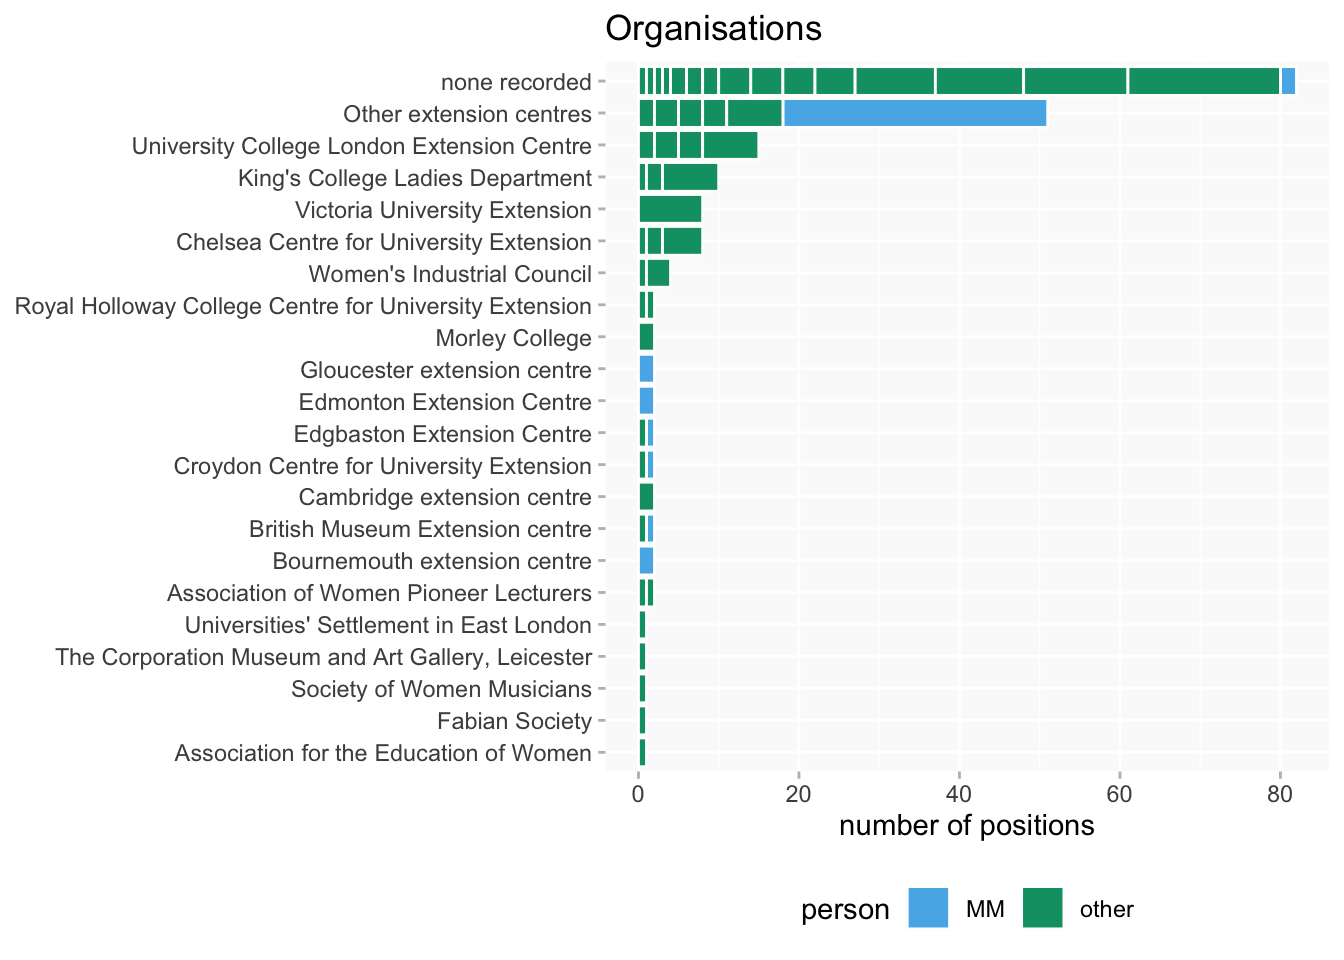 Organisations
none recorded
Other extension centres
University College London Extension Centre
King's College Ladies Department
Victoria University Extension
Chelsea Centre for University Extension
Women's Industrial Council
Royal Holloway College Centre for University Extension
Morley College
Gloucester extension centre
Edmonton Extension Centre
Edgbaston Extension Centre
Croydon Centre for University Extension
Cambridge extension centre
British Museum Extension centre
Bournemouth extension centre
Association of Women Pioneer Lecturers
Universities' Settlement in East London
The Corporation Museum and Art Gallery, Leicester
Society of Women Musicians
Fabian Society
Association for the Education of Women
0 20 40 60 80
number of positions
person MM other